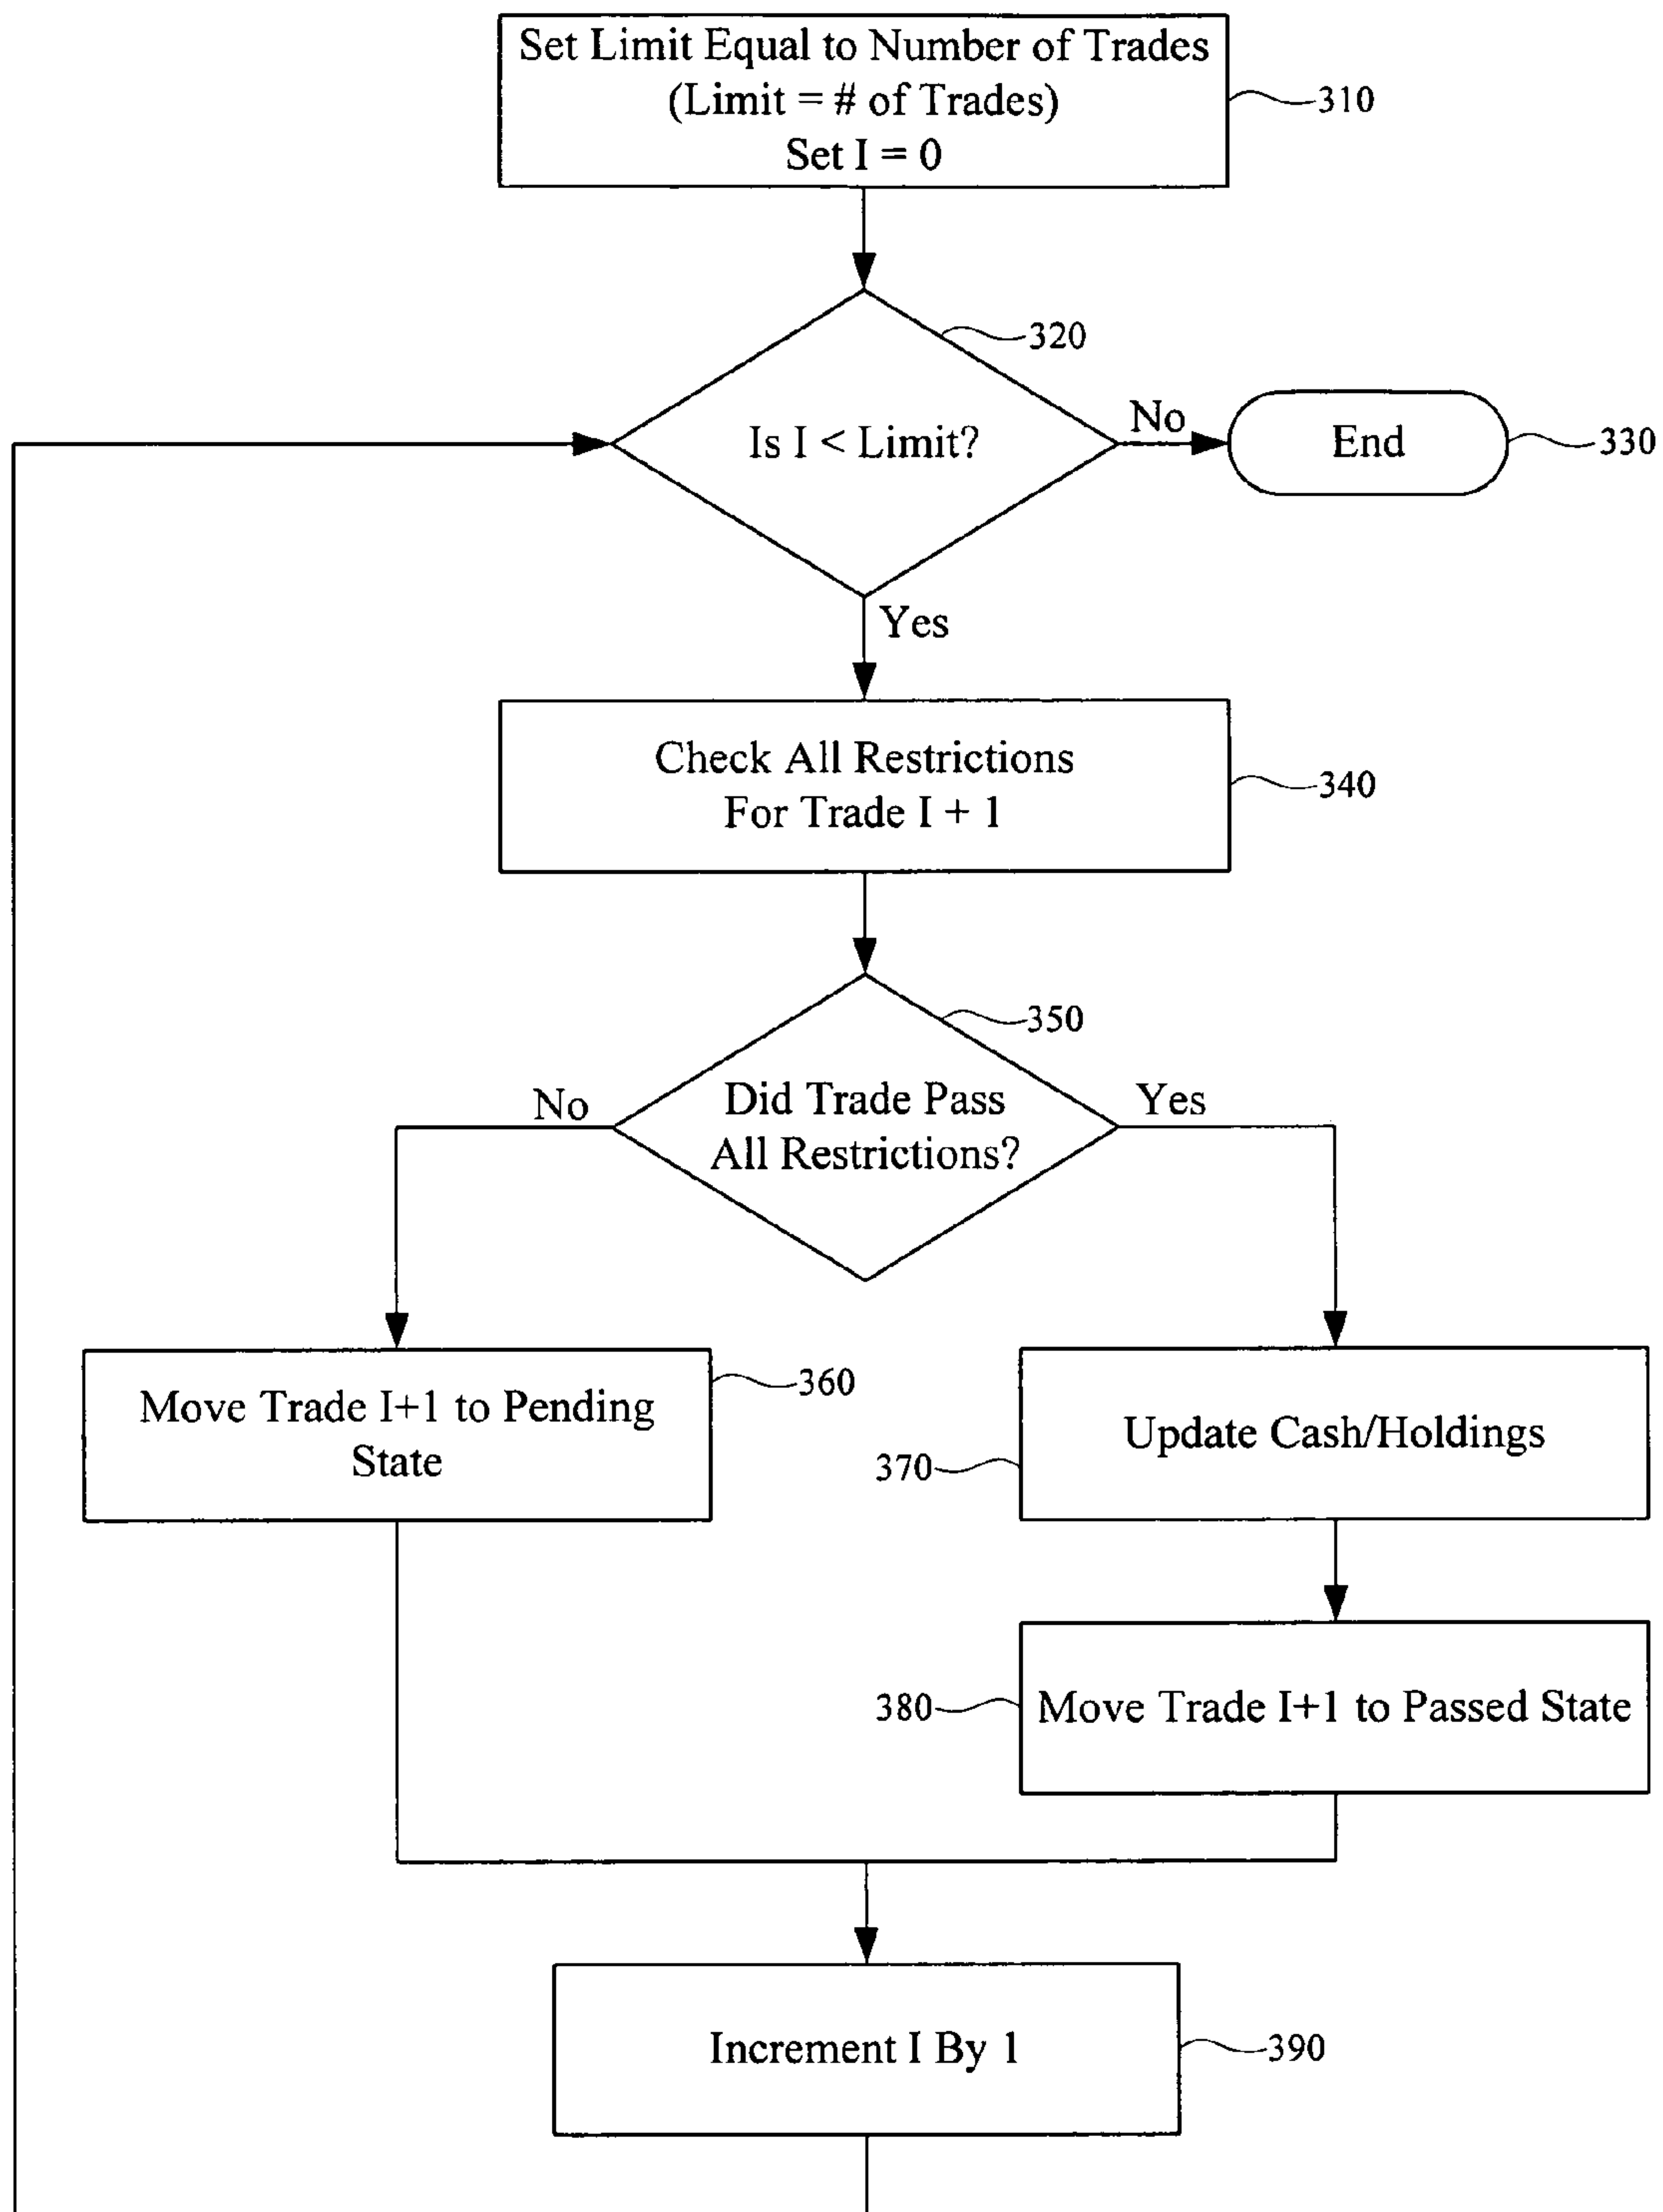 Set Limit Equal to Number of Trades
(Limit = # of Trades)
Set I = 0
310
320
Is I < Limit?
No
End
330
Yes
Check All Restrictions
For Trade I + 1
340
350
Did Trade Pass
All Restrictions?
No
Yes
Move Trade I+1 to Pending
State
360
Update Cash/Holdings
370
380
Move Trade I+1 to Passed State
Increment I By 1
390